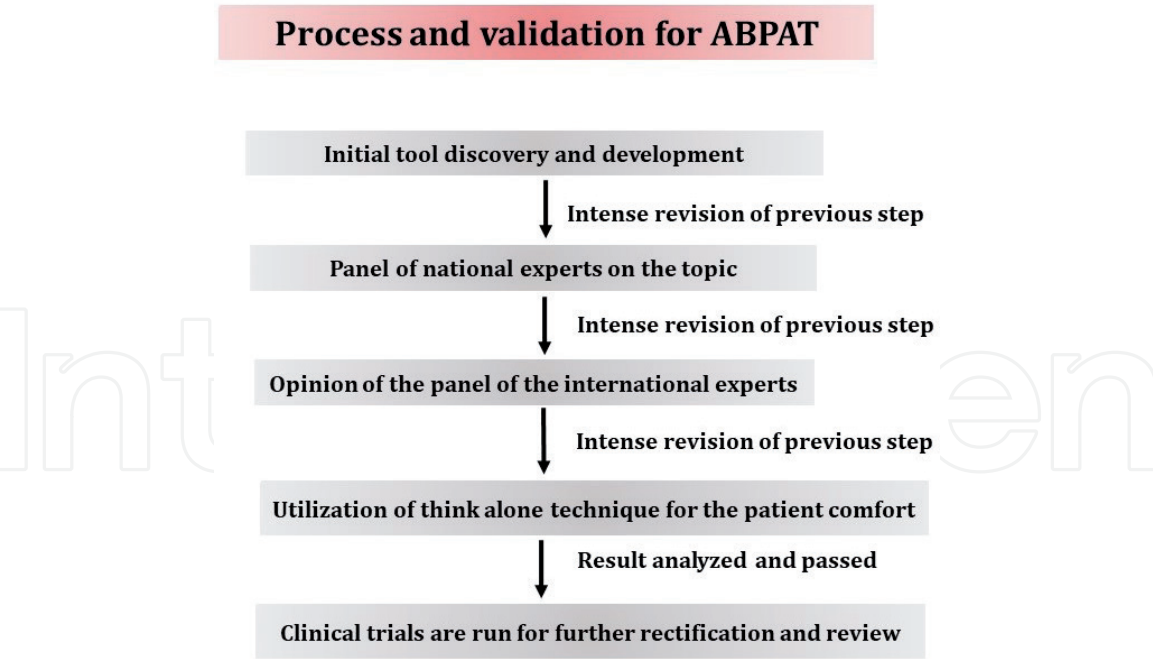 Process and validation for ABPAT
Initial tool discovery and development
Intense revision of previous step
Panel of national experts on the topic
Intense revision of previous step
Opinion of the panel of the international experts
Intense revision of previous step
Utilization of think alone technique for the patient comfort
Result analyzed and passed
Clinical trials are run for further rectification and review